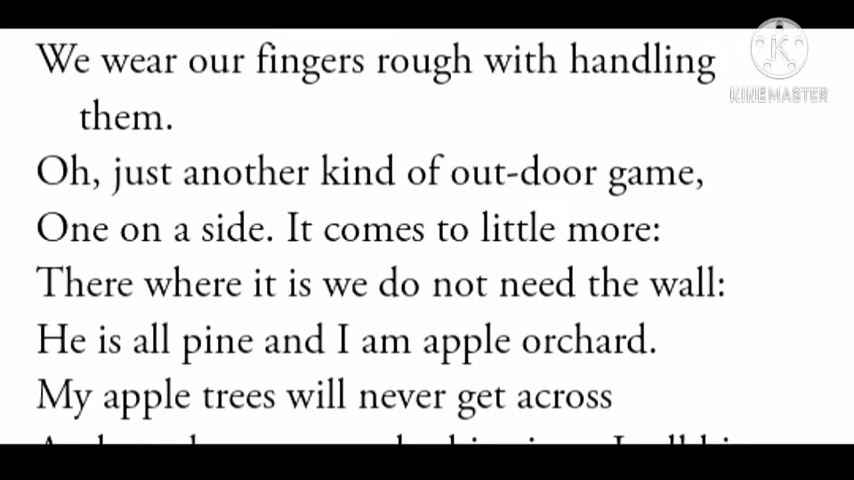 We wear our fingers rough with handling
them.
Oh, just another kind of out-door game,
One on a side. It comes to little more:
There where it is we do not need the wall:
He is all pine and I am apple orchard.
My apple trees will never get across
KINEMASTER